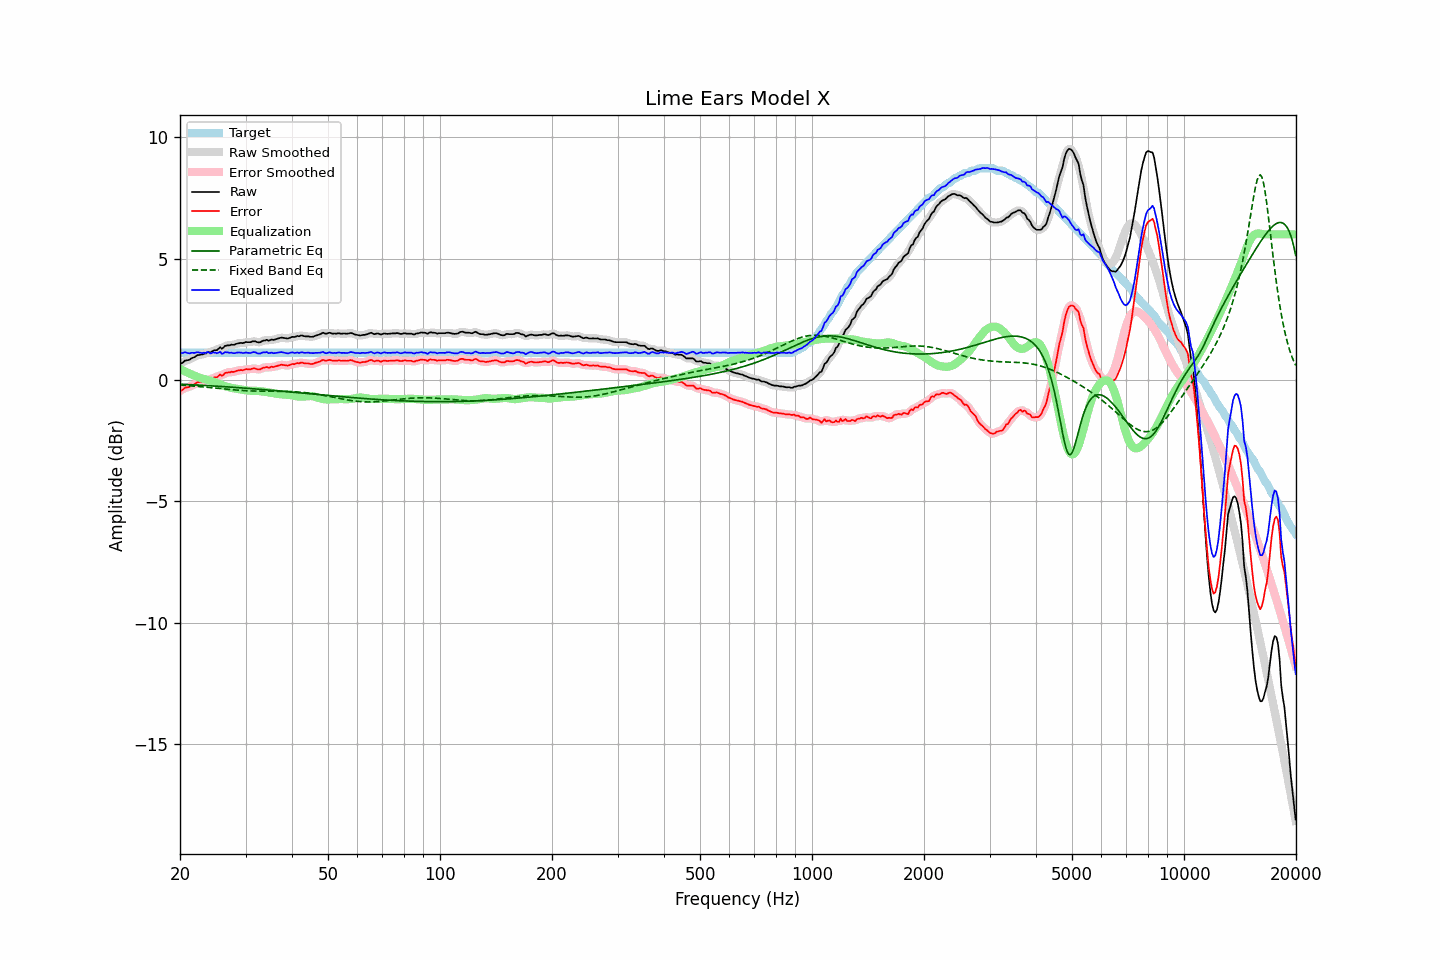 Lime Ears Model X
Target
Raw Smoothed
Error Smoothed
Raw
Error
Equalization
Parametric Eq
Fixed Band Eq
Equalized
10
5
0
−5
−10
−15
Amplitude (dBr)
20 50 100 200 500 1000 2000 5000 10000 20000
Frequency (Hz)